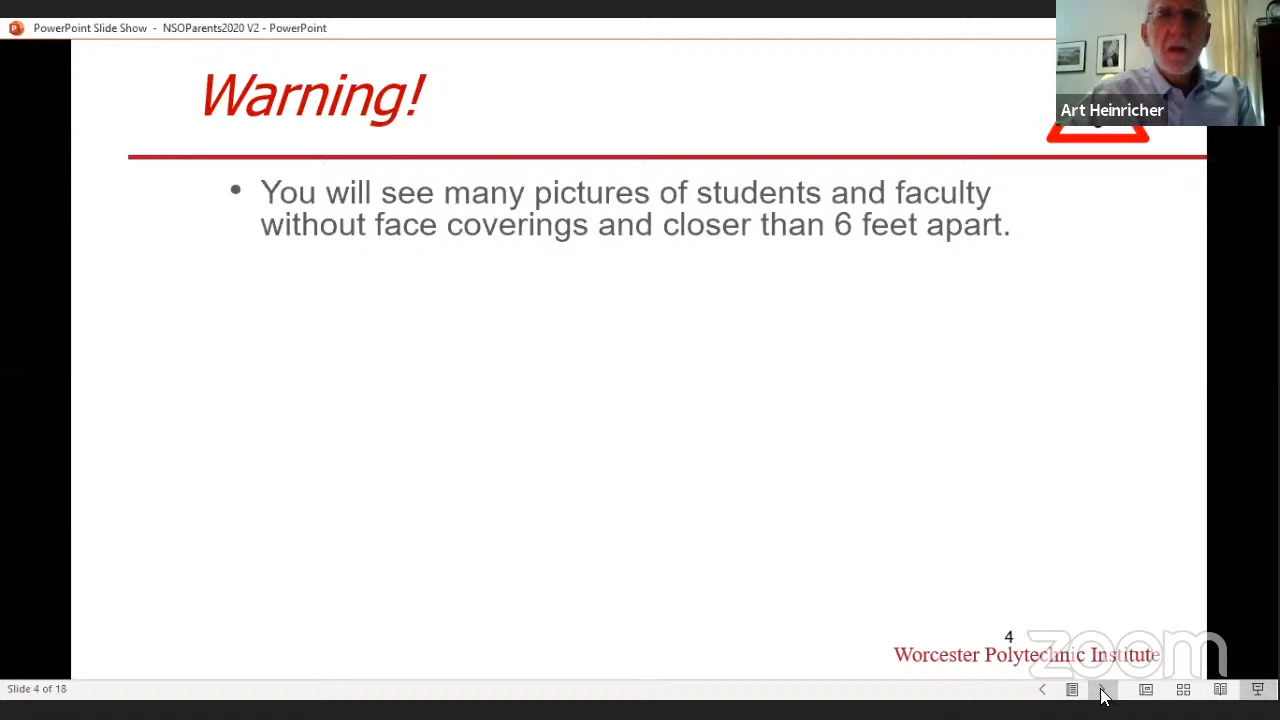 PowerPoint Slide Show - NSOParents2020 V2 - PowerPoint
Warning!
Art Heinricher
• You will see many pictures of students and faculty
without face coverings and closer than 6 feet apart.
4
zoom
Worcester Polytechnic Institute
Slide 4 of 18